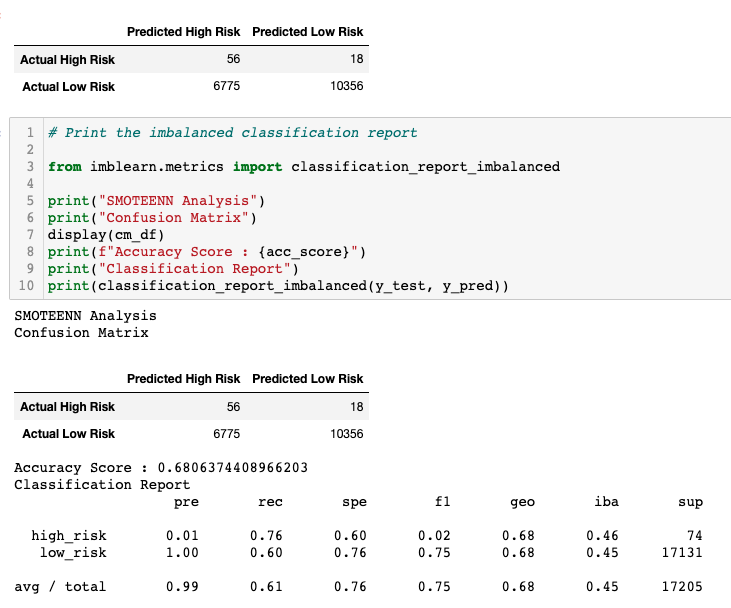 Predicted High Risk Predicted Low Risk
Actual High Risk 56 18
Actual Low Risk 6775 10356
1 # Print the imbalanced classification report
2
3 from imblearn.metrics import classification_report_imbalanced
4
5 print("SMOTEENN Analysis")
6 print("Confusion Matrix")
7 display(cm_df)
8 print(f"Accuracy Score : {acc_score}")
9 print("Classification Report")
10 print(classification_report_imbalanced(y_test, y_pred))
SMOTEENN Analysis
Confusion Matrix
Predicted High Risk Predicted Low Risk
Actual High Risk 56 18
Actual Low Risk 6775 10356
Accuracy Score : 0.6806374408966203
Classification Report
pre rec spe f1 geo iba sup
high_risk 0.01 0.76 0.60 0.02 0.68 0.46 74
low_risk 1.00 0.60 0.76 0.75 0.68 0.45 17131
avg / total 0.99 0.61 0.76 0.75 0.68 0.45 17205